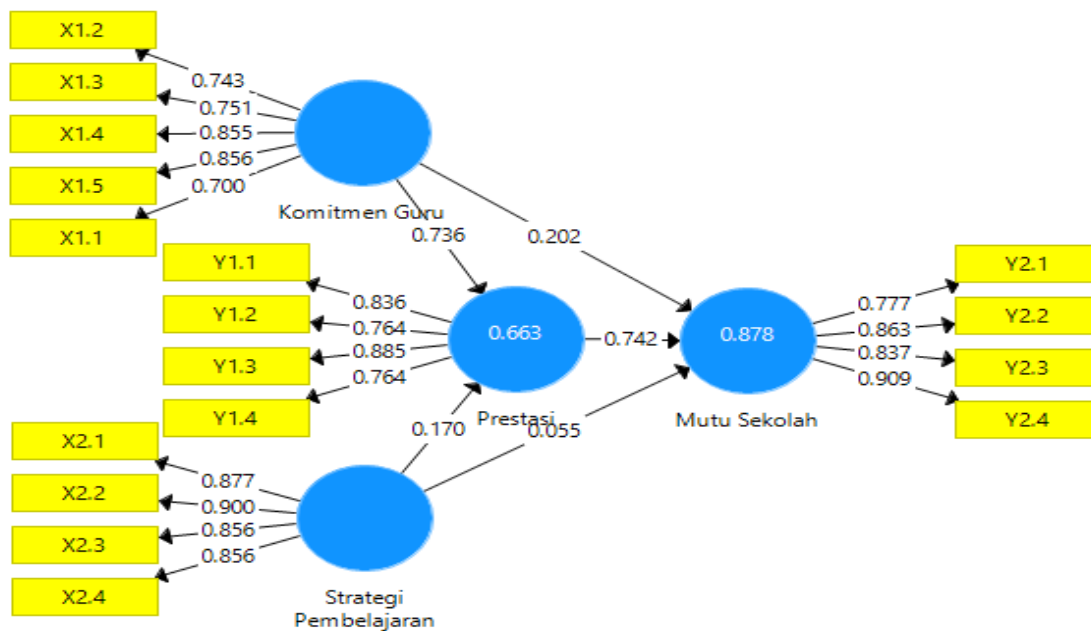 X1.2
X1.3
X1.4
X1.5
X1.1
0.743
0.751
0.855
0.856
0.700
Komitmen Guru
0.736
0.202
Y1.1
Y1.2
Y1.3
Y1.4
0.836
0.764
0.885
0.764
0.663
Prestasi
0.742
0.878
Mutu Sekolah
0.777
0.863
0.837
0.909
Y2.1
Y2.2
Y2.3
Y2.4
0.170
0.055
X2.1
X2.2
X2.3
X2.4
0.877
0.900
0.856
0.856
Strategi
Pembelajaran